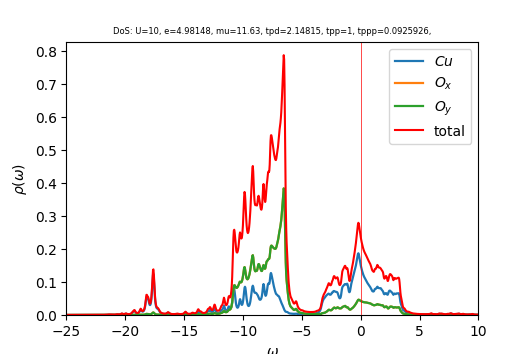 DoS: U=10, e=4.98148, mu=11.63, tpd=2.14815, tpp=1, tppp=0.0925926,
0.8
0.7
0.6
0.5
0.4
0.3
0.2
0.1
0.0
ρ(ω)
Cu
O_x
O_y
total
−25 −20 −15 −10 −5 0 5 10
ω